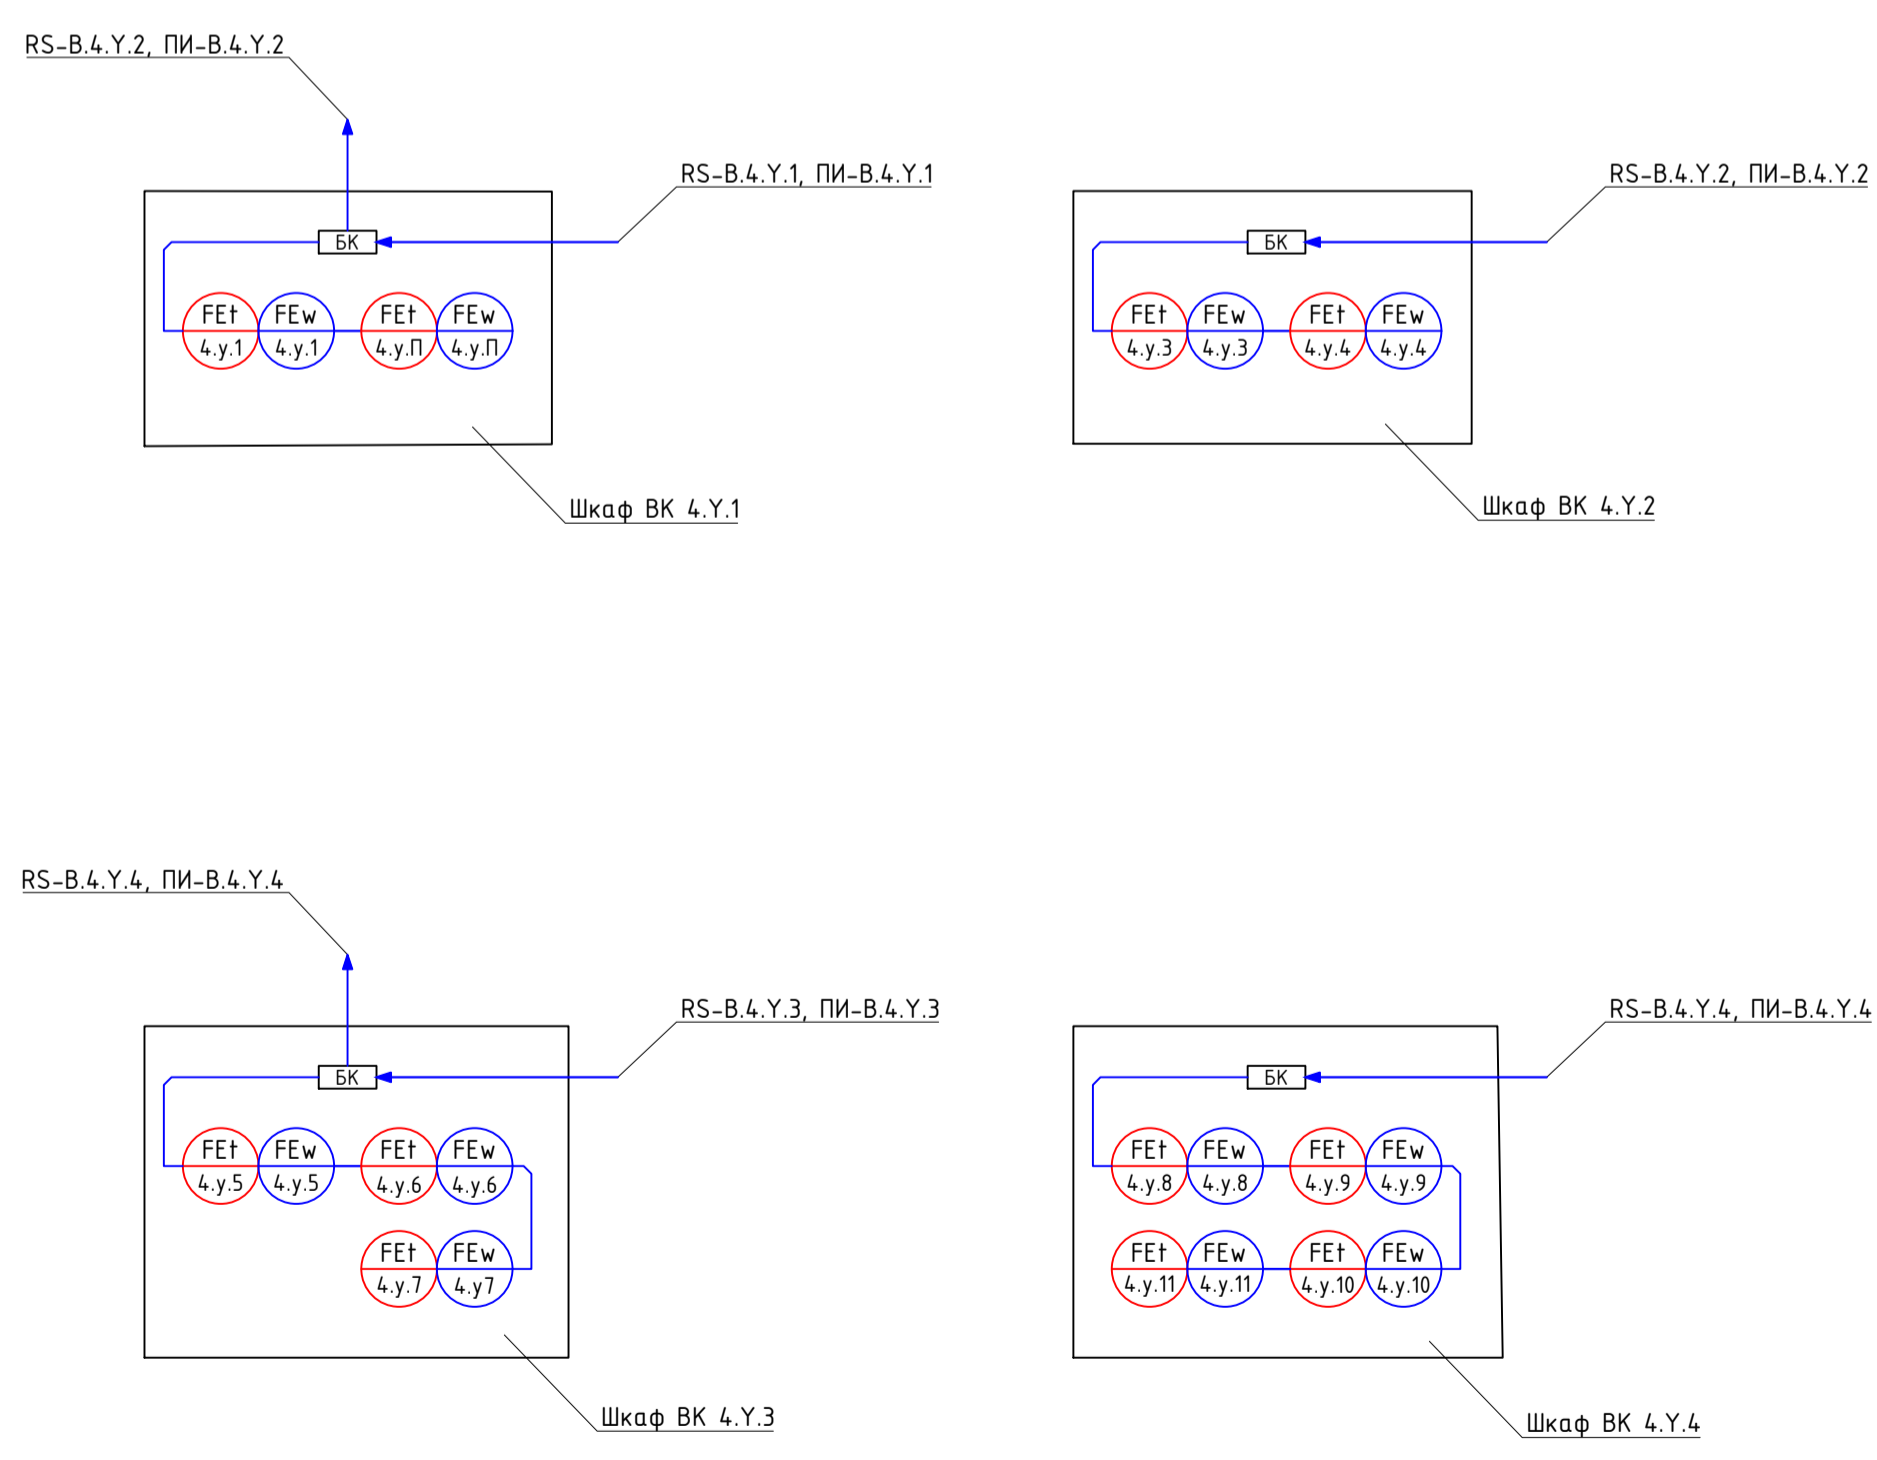 RS-В.4.Y.2, ПИ-В.4.Y.2
RS-В.4.Y.1, ПИ-В.4.Y.1
БК
FEt FEw FEt FEw
4.y.1 4.y.1 4.y.П 4.y.П
Шкаф ВК 4.Y.1
RS-В.4.Y.2, ПИ-В.4.Y.2
БК
FEt FEw FEt FEw
4.y.3 4.y.3 4.y.4 4.y.4
Шкаф ВК 4.Y.2
RS-В.4.Y.4, ПИ-В.4.Y.4
RS-В.4.Y.3, ПИ-В.4.Y.3
БК
FEt FEw FEt FEw
4.y.5 4.y.5 4.y.6 4.y.6
FEt FEw
4.y.7 4.y7
Шкаф ВК 4.Y.3
RS-В.4.Y.4, ПИ-В.4.Y.4
БК
FEt FEw FEt FEw
4.y.8 4.y.8 4.y.9 4.y.9
FEt FEw FEt FEw
4.y.11 4.y.11 4.y.10 4.y.10
Шкаф ВК 4.Y.4